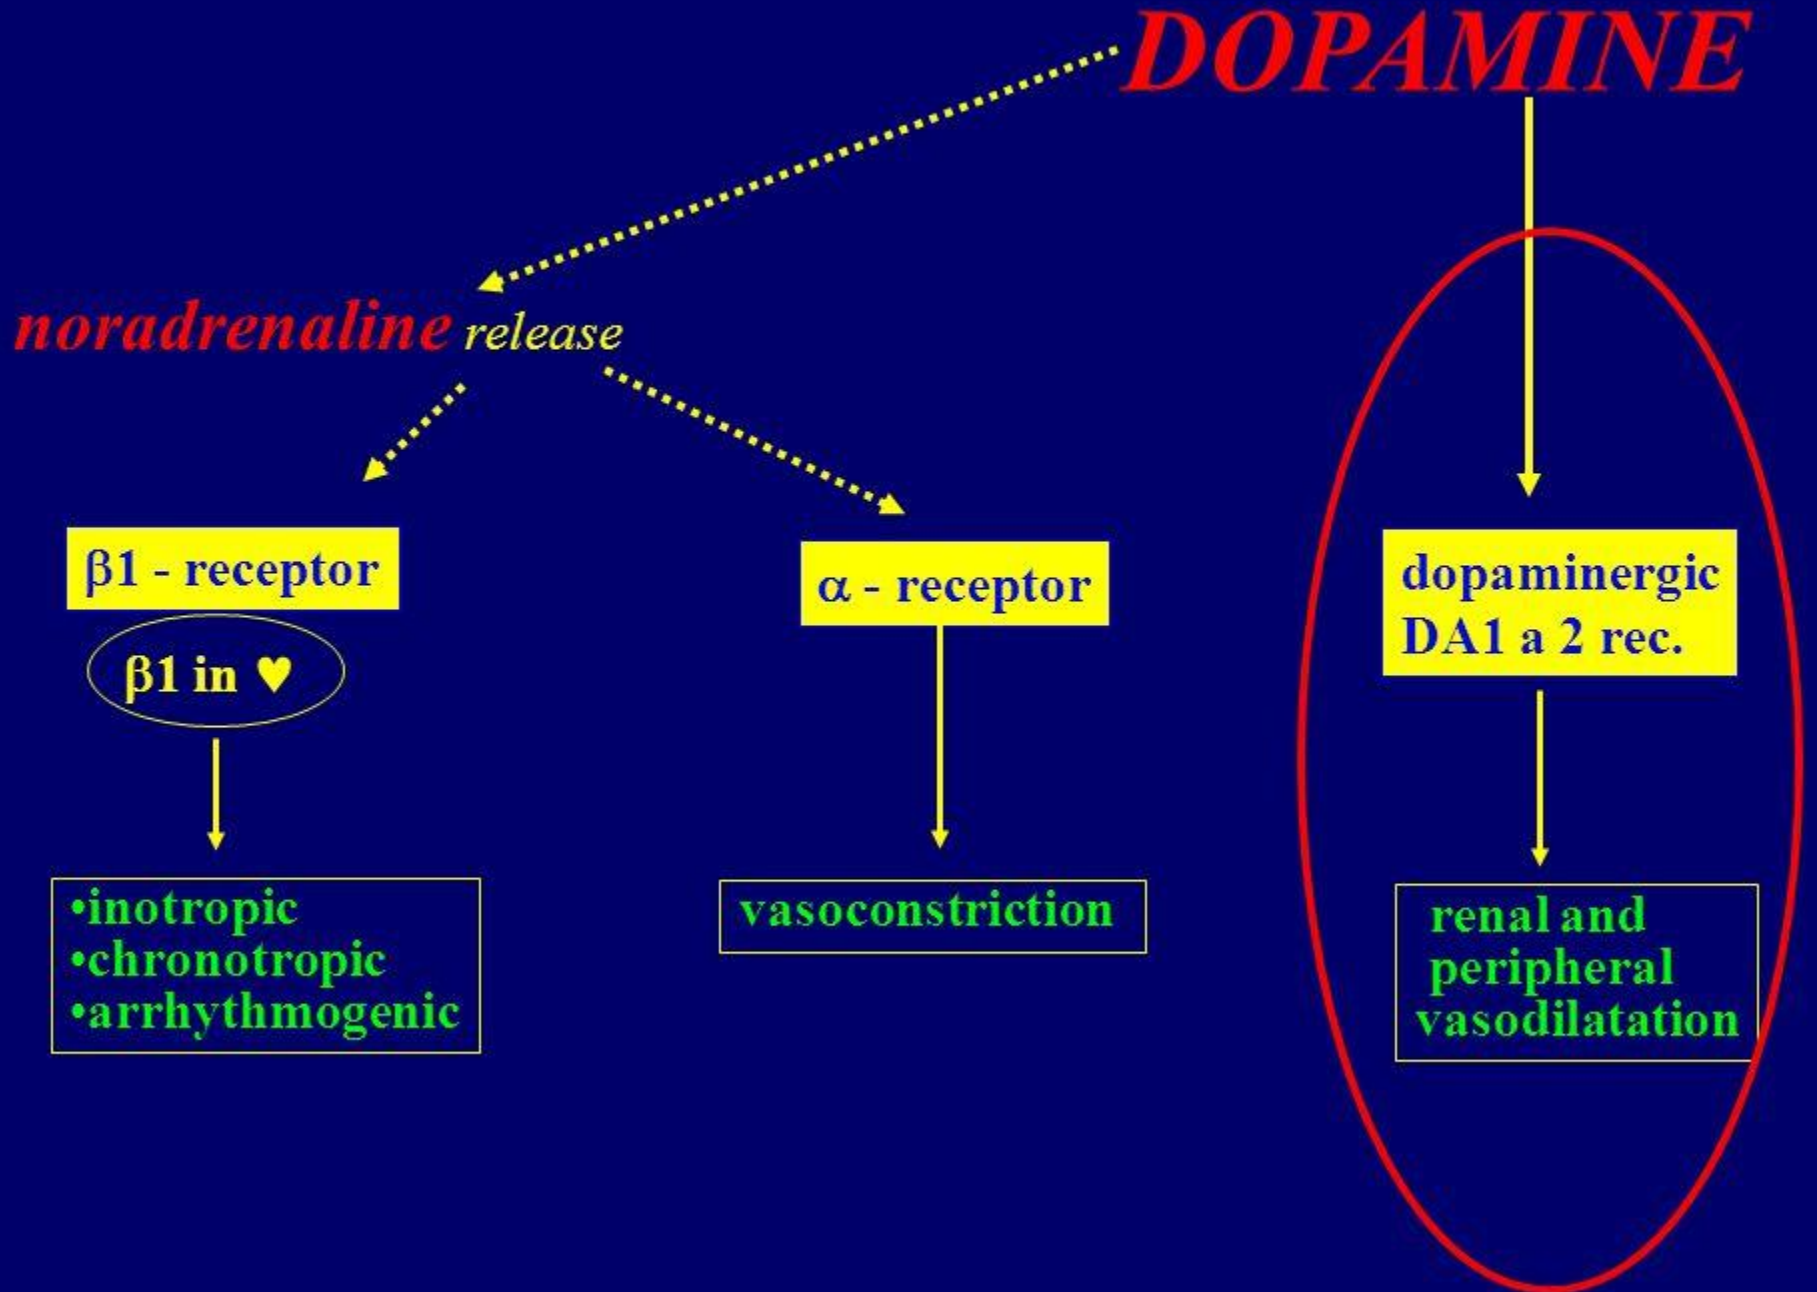 DOPAMINE
noradrenaline release
β1 - receptor
β1 in ♥
•inotropic
•chronotropic
•arrhythmogenic
α - receptor
vasoconstriction
dopaminergic
DA1 a 2 rec.
renal and
peripheral
vasodilatation